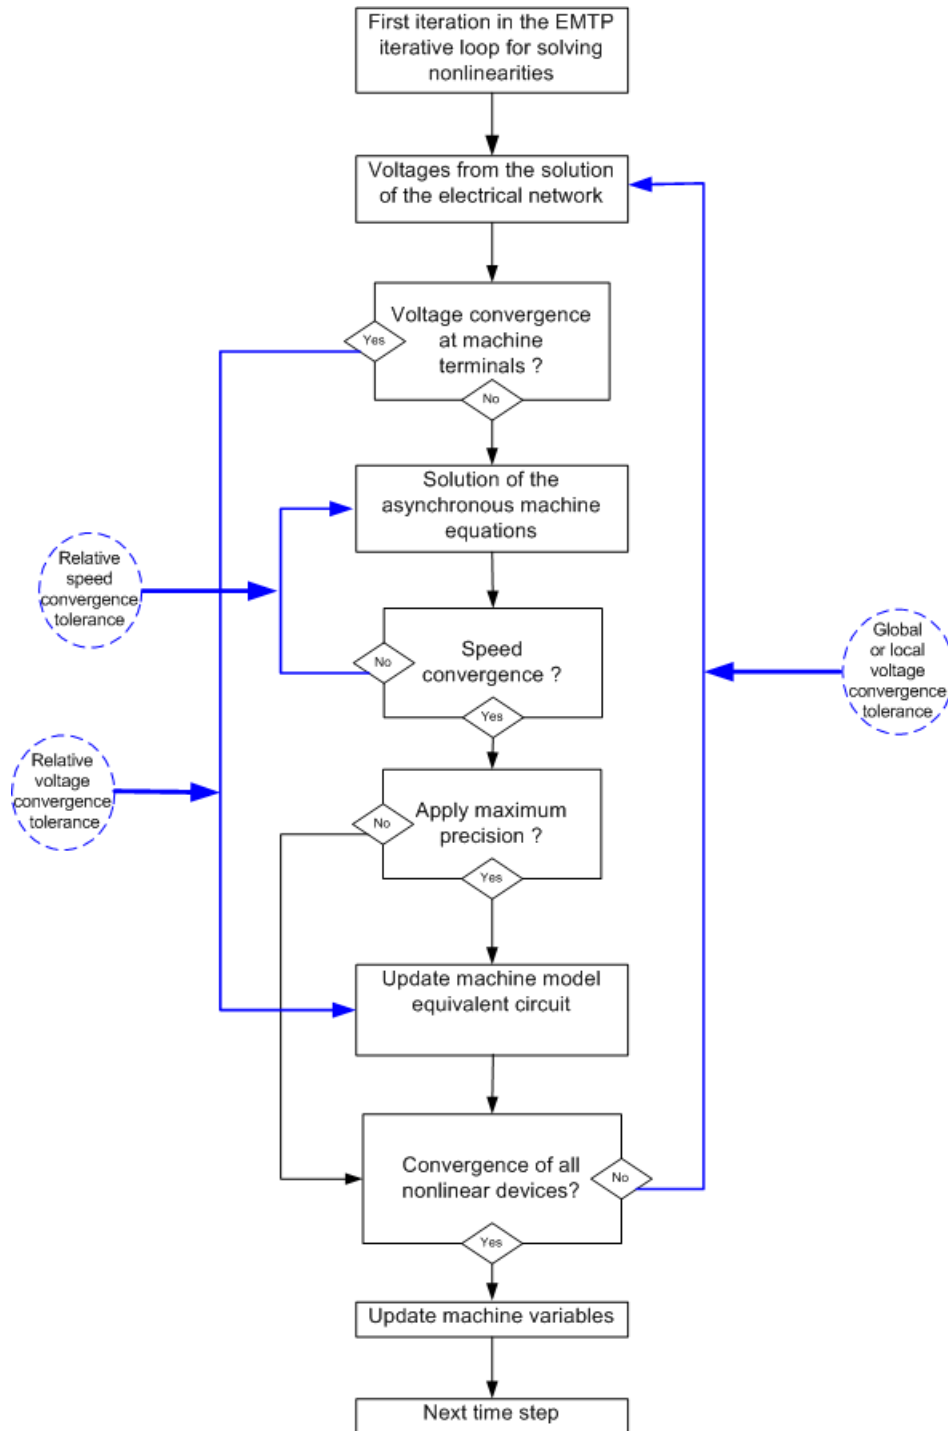 First iteration in the EMTP
iterative loop for solving
nonlinearities
Voltages from the solution
of the electrical network
Voltage convergence
at machine
terminals ?
Yes
No
Solution of the
asynchronous machine
equations
Relative
speed
convergence
tolerance
Speed
convergence ?
No
Yes
Global
or local
voltage
convergence
tolerance
Relative
voltage
convergence
tolerance
Apply maximum
precision ?
No
Yes
Update machine model
equivalent circuit
Convergence of all
nonlinear devices?
No
Yes
Update machine variables
Next time step